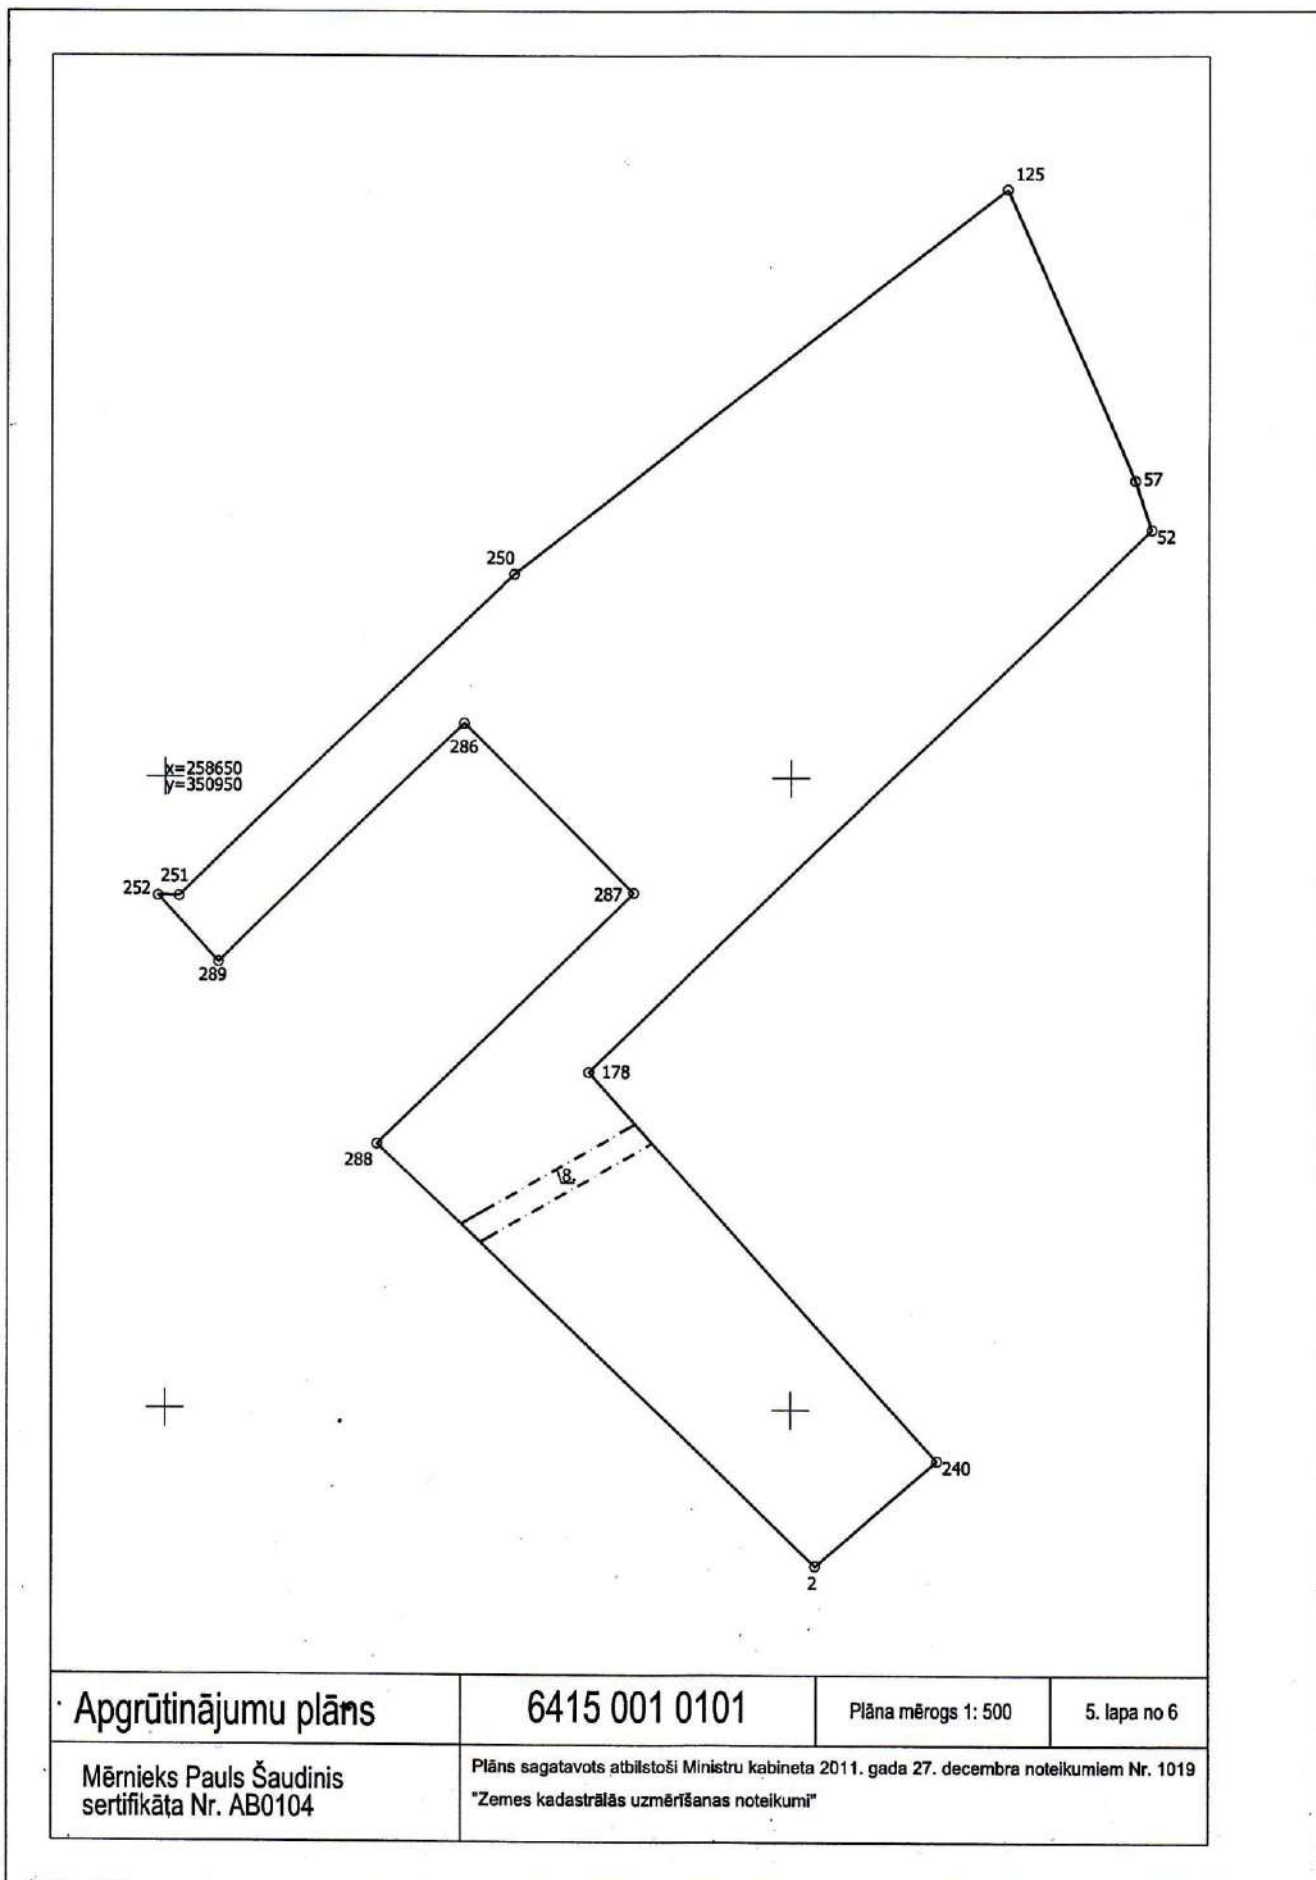 125
57
52
250
286
x=258650
y=350950
251
252
287
289
178
288
8
240
2
Apgrūtinājumu plāns
6415 001 0101
Plāna mērogs 1: 500
5. lapa no 6
Mērnieks Pauls Šaudinis
sertifikāta Nr. AB0104
Plāns sagatavots atbilstoši Ministru kabineta 2011. gada 27. decembra noteikumiem Nr. 1019
"Zemes kadastrālās uzmērīšanas noteikumi"